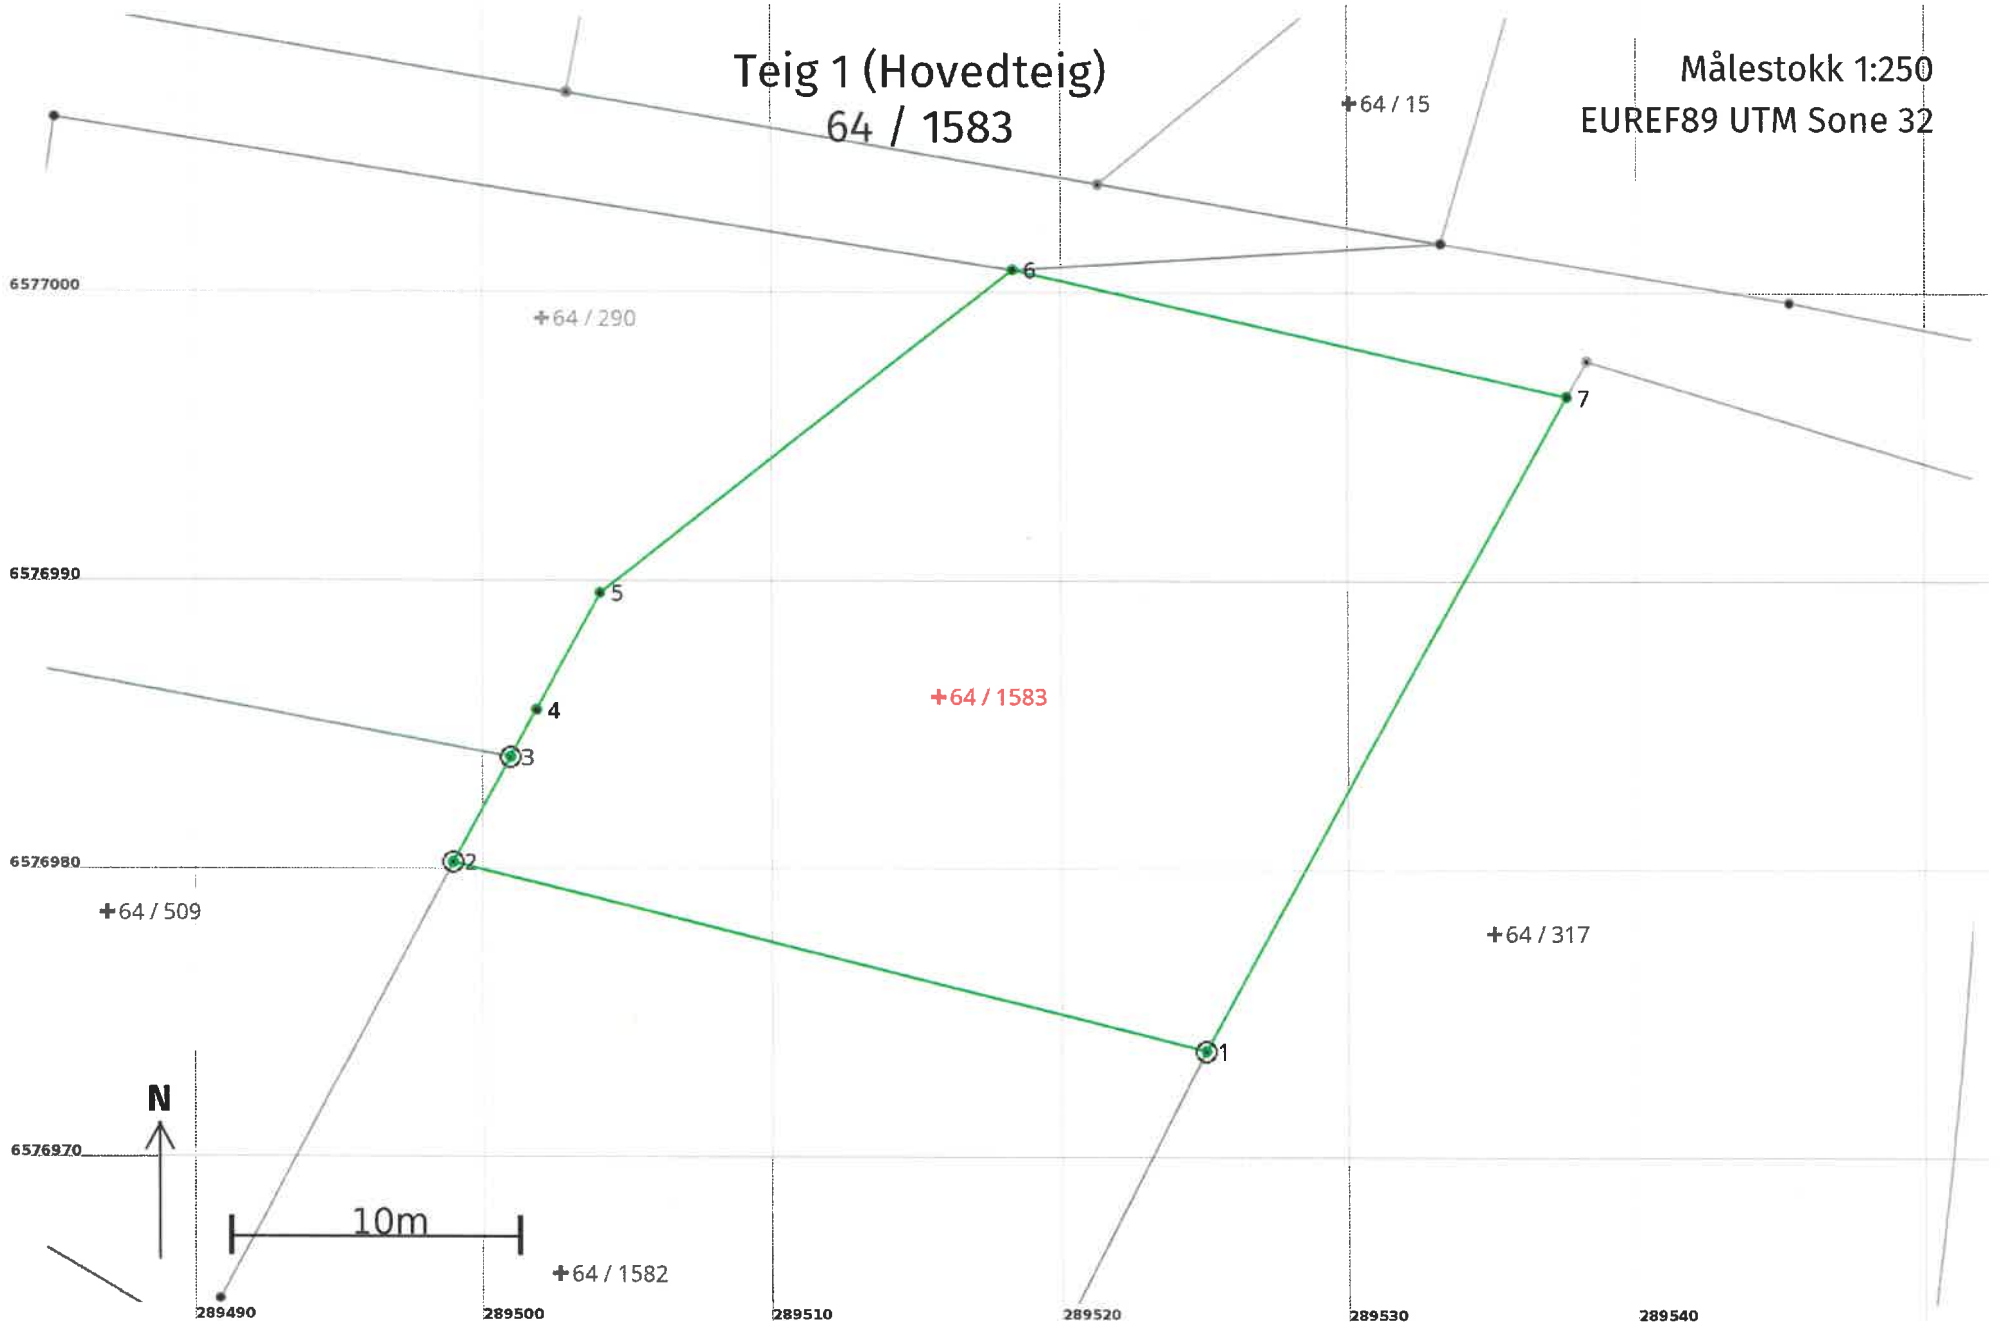 Teig 1 (Hovedteig)
64 / 1583
Målestokk 1:250
EUREF89 UTM Sone 32
+64 / 15
6577000
+64 / 290
6
7
6576990
5
4
3
+64 / 1583
6576980
2
+64 / 509
+64 / 317
1
N
6576970
10m
+64 / 1582
289490
289500
289510
289520
289530
289540